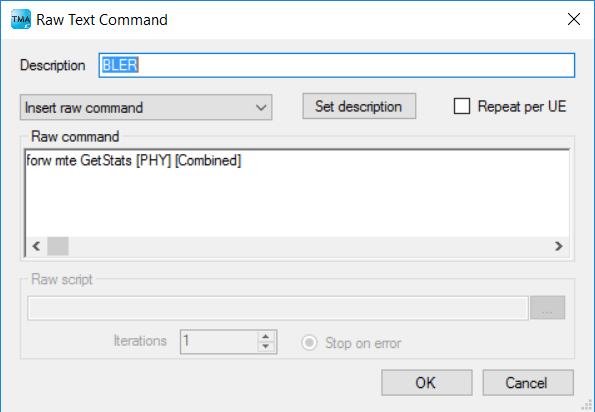 TMA Raw Text Command
Description BLER
Insert raw command Set description Repeat per UE
Raw command
forw mte GetStats [PHY] [Combined]
Raw script
...
Iterations 1 Stop on error
OK Cancel